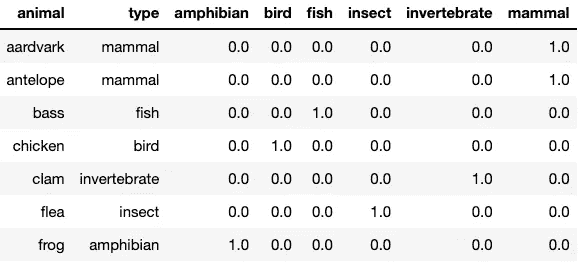 animal type amphibian bird fish insect invertebrate mammal
aardvark mammal 0.0 0.0 0.0 0.0 0.0 1.0
antelope mammal 0.0 0.0 0.0 0.0 0.0 1.0
bass fish 0.0 0.0 1.0 0.0 0.0 0.0
chicken bird 0.0 1.0 0.0 0.0 0.0 0.0
clam invertebrate 0.0 0.0 0.0 0.0 1.0 0.0
flea insect 0.0 0.0 0.0 1.0 0.0 0.0
frog amphibian 1.0 0.0 0.0 0.0 0.0 0.0